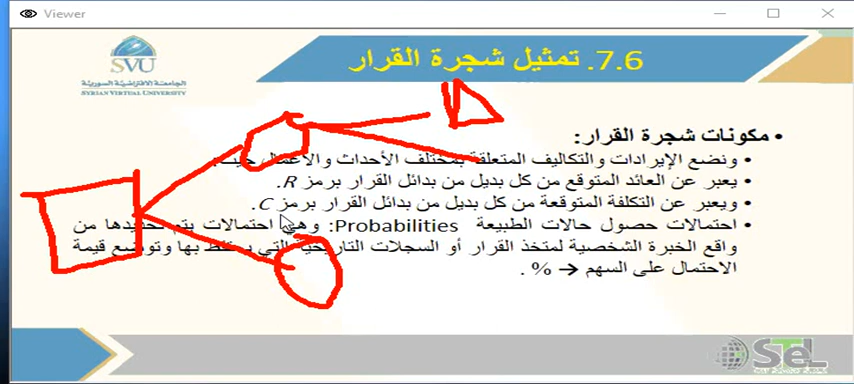 Viewer
SVU
الجامعة الافتراضية السورية
SYRIAN VIRTUAL UNIVERSITY
7.6. تمثيل شجرة القرار
• مكونات شجرة القرار:
• ونضع الإيرادات والتكاليف المتعلقة بمختلف الأحداث والأعمال حيث:
• يعبر عن العائد المتوقع من كل بديل من بدائل القرار برمز R.
• ويعبر عن التكلفة المتوقعة من كل بديل من بدائل القرار برمز C.
• احتمالات حصول حالات الطبيعة Probabilities: وهي احتمالات يتم تحديدها من
واقع الخبرة الشخصية لمتخذ القرار أو السجلات التاريخية التي يحتفظ بها وتوضع قيمة
الاحتمال على السهم → % .
STeL